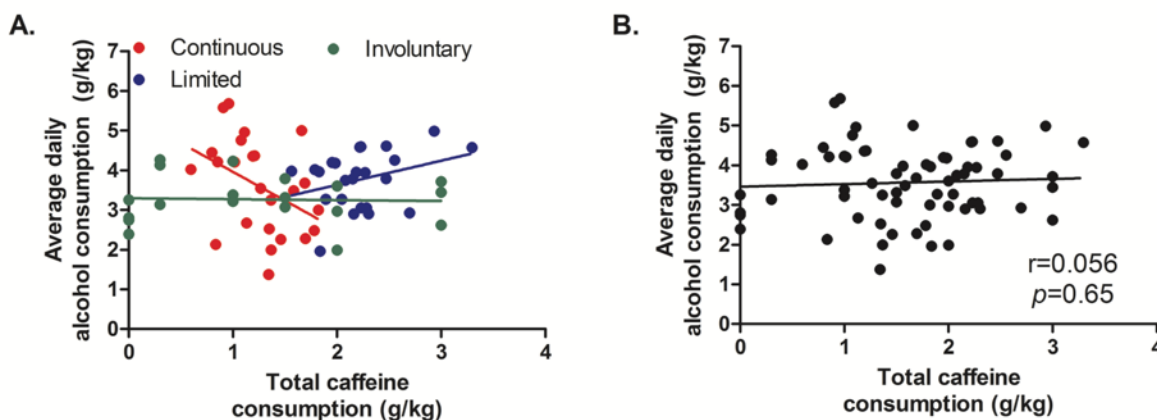 A.
Continuous
Involuntary
Limited
Average daily
alcohol consumption (g/kg)
7
6
5
4
3
2
1
0
0 1 2 3 4
Total caffeine
consumption (g/kg)
B.
Average daily
alcohol consumption (g/kg)
7
6
5
4
3
2
1
0
r=0.056
p=0.65
0 1 2 3 4
Total caffeine
consumption (g/kg)